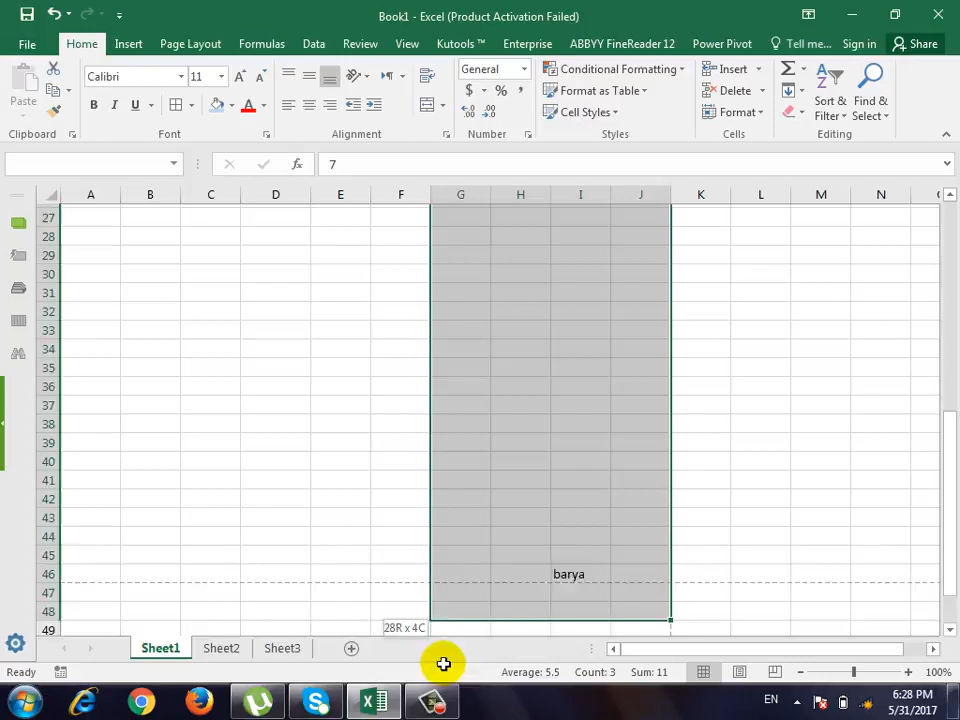 Book1 - Excel (Product Activation Failed)
File Home Insert Page Layout Formulas Data Review View Kutools ™ Enterprise ABBYY FineReader 12 Power Pivot Tell me... Sign in Share
Calibri 11 General Conditional Formatting Insert
Paste $ % , Format as Table Delete Sort & Find &
B I U A Cell Styles Format Filter Select
Clipboard Font Alignment Number Styles Cells Editing
fx 7
A B C D E F G H I J K L M N
27
28
29
30
31
32
33
34
35
36
37
38
39
40
41
42
43
44
45
46 barya
47
48
49 28R x 4C
Sheet1 Sheet2 Sheet3
Ready Average: 5.5 Count: 3 Sum: 11 100%
EN 6:28 PM
5/31/2017